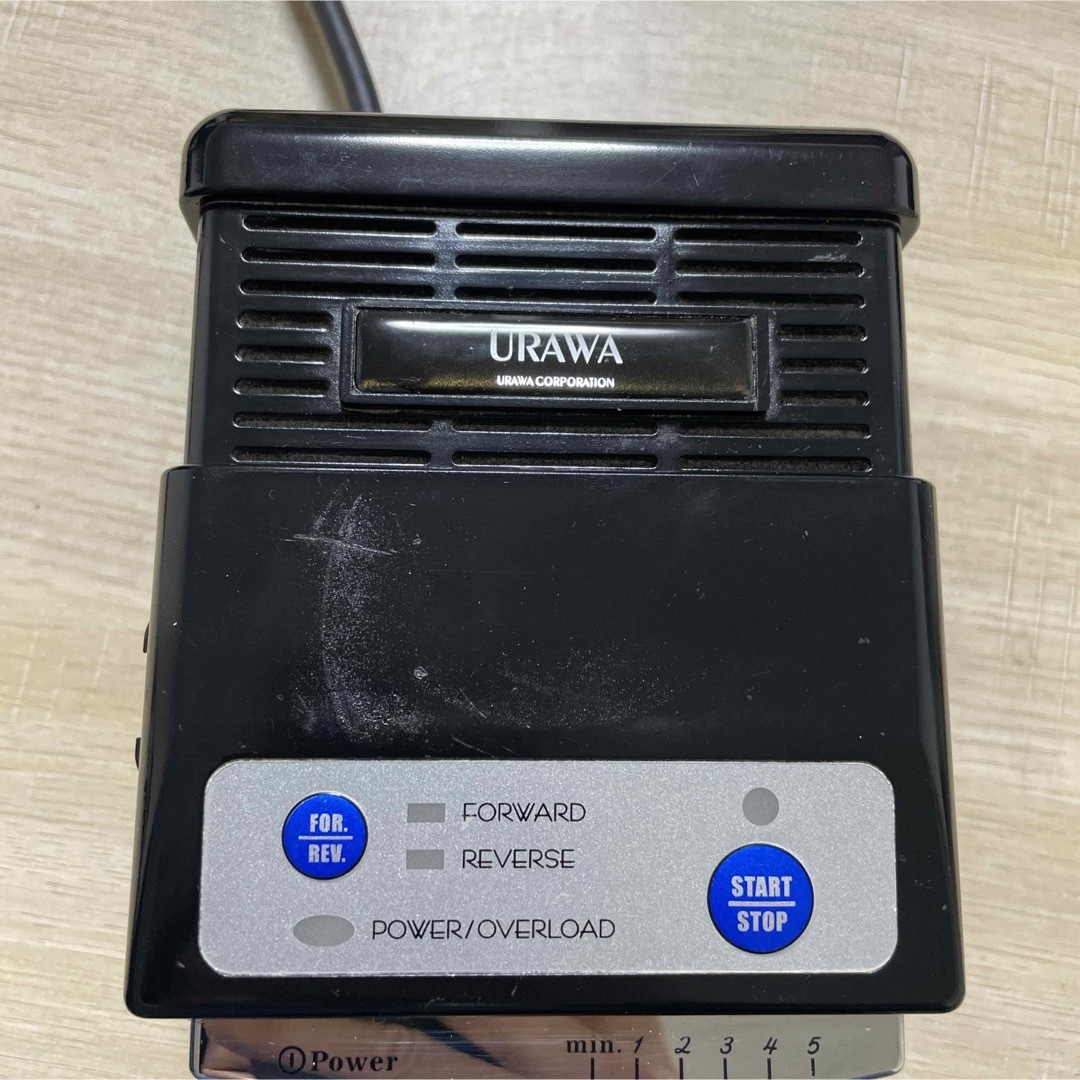 URAWA
URAWA CORPORATION
FOR.
REV.
FORWARD
REVERSE
START
STOP
POWER/OVERLOAD
Power
min. 1 2 3 4 5